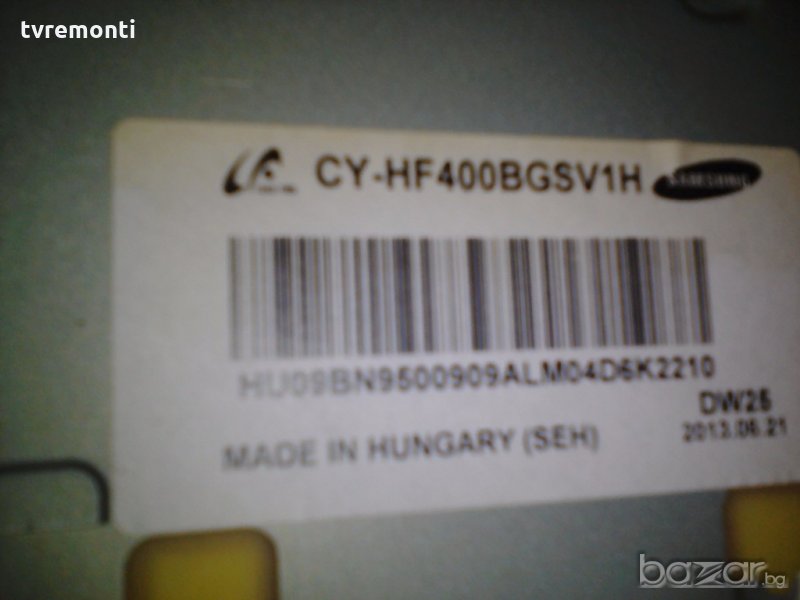 tvremonti
CY-HF400BGSV1H SAMSUNG
HU09BN9500909ALM04D6K2210
DW25
2013.06.21
MADE IN HUNGARY (SEH)
bazar.bg